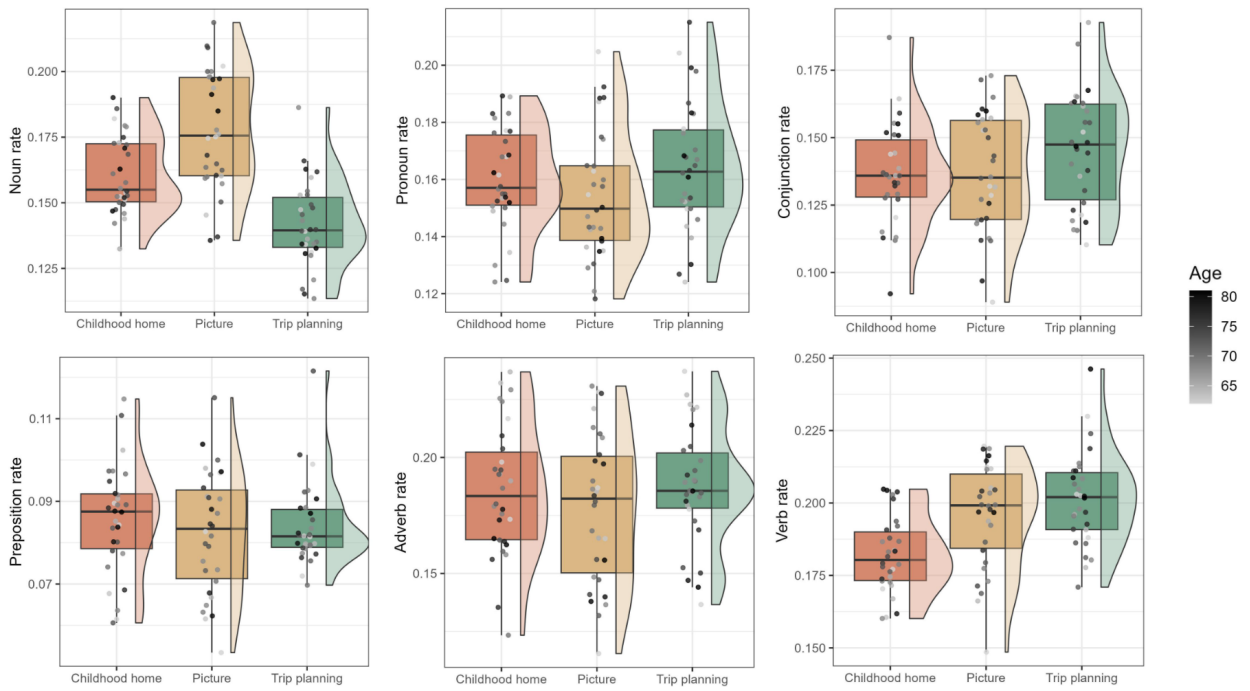 Noun rate
0.200
0.175
0.150
0.125
Childhood home Picture Trip planning
Pronoun rate
0.20
0.18
0.16
0.14
0.12
Childhood home Picture Trip planning
Conjunction rate
0.175
0.150
0.125
0.100
Childhood home Picture Trip planning
Age
80
75
70
65
Preposition rate
0.11
0.09
0.07
Childhood home Picture Trip planning
Adverb rate
0.20
0.15
Childhood home Picture Trip planning
Verb rate
0.250
0.225
0.200
0.175
0.150
Childhood home Picture Trip planning